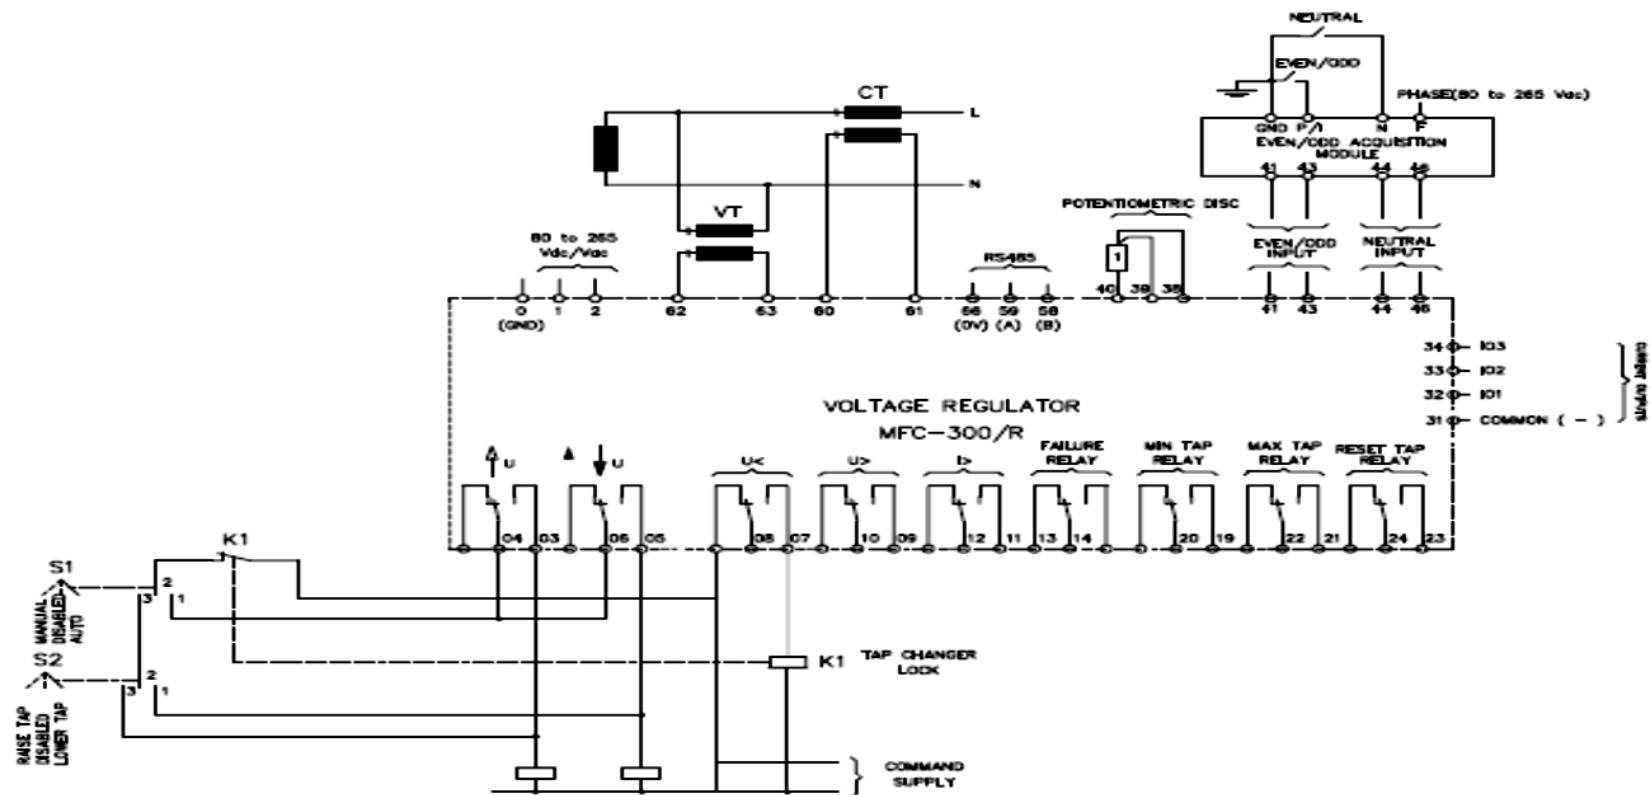 NEUTRAL
EVEN/ODD
PHASE(80 to 265 Vdc)
GND P/I N F
EVEN/ODD ACQUISITION
MODULE
41 43 44 46
CT
L
N
VT
80 to 265
Vdc/Vac
POTENTIOMETRIC DISC
1
RS485
EVEN/ODD
INPUT
NEUTRAL
INPUT
40 39 38
0 1 2 62 63 60 61 56 59 58 41 43 44 46
(GND) (0V) (A) (B)
34 IO3
33 IO2
32 IO1
31 COMMON ( - )
CURRENT OUTPUTS
VOLTAGE REGULATOR
MFC-300/R
U
U
U<
U>
I>
FAILURE
RELAY
MIN TAP
RELAY
MAX TAP
RELAY
RESET TAP
RELAY
04 03 06 05 08 07 10 09 12 11 13 14 20 19 22 21 24 23
K1
S1
2
3 1
MANUAL
DISABLED
AUTO
S2
2
3 1
RAISE TAP
DISABLED
LOWER TAP
K1 TAP CHANGER
LOCK
COMMAND
SUPPLY